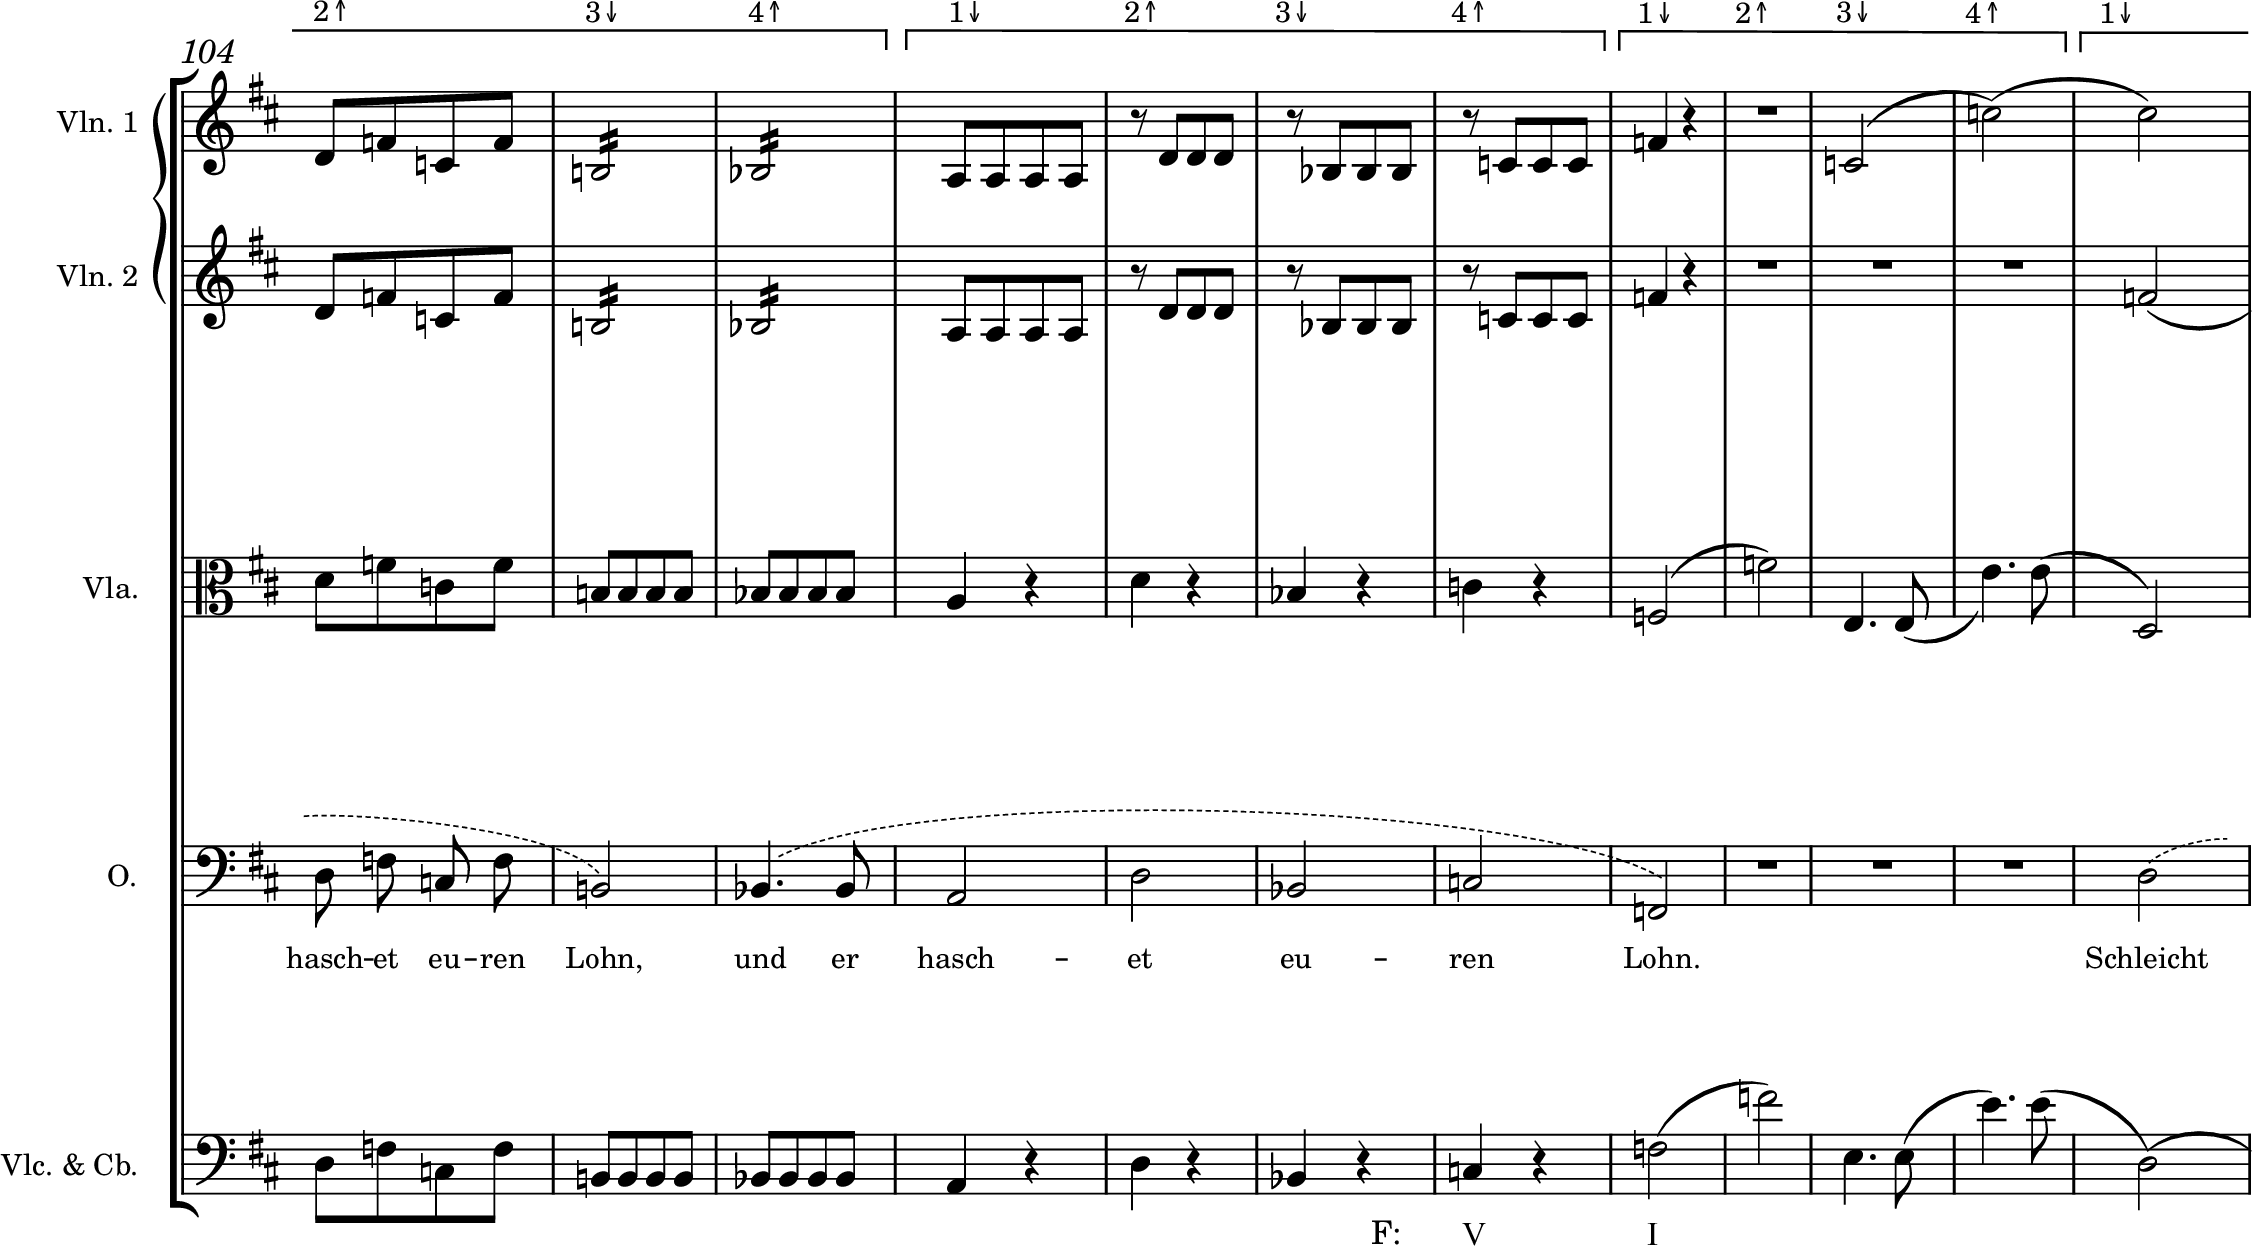 2↑ 3↓ 4↑ 1↓ 2↑ 3↓ 4↑ 1↓ 2↑ 3↓ 4↑ 1↓
104
Vln. 1
Vln. 2
Vla.
O.
hasch – et eu – ren Lohn, und er hasch – et eu – ren Lohn. Schleicht
Vlc. & Cb.
F: V I